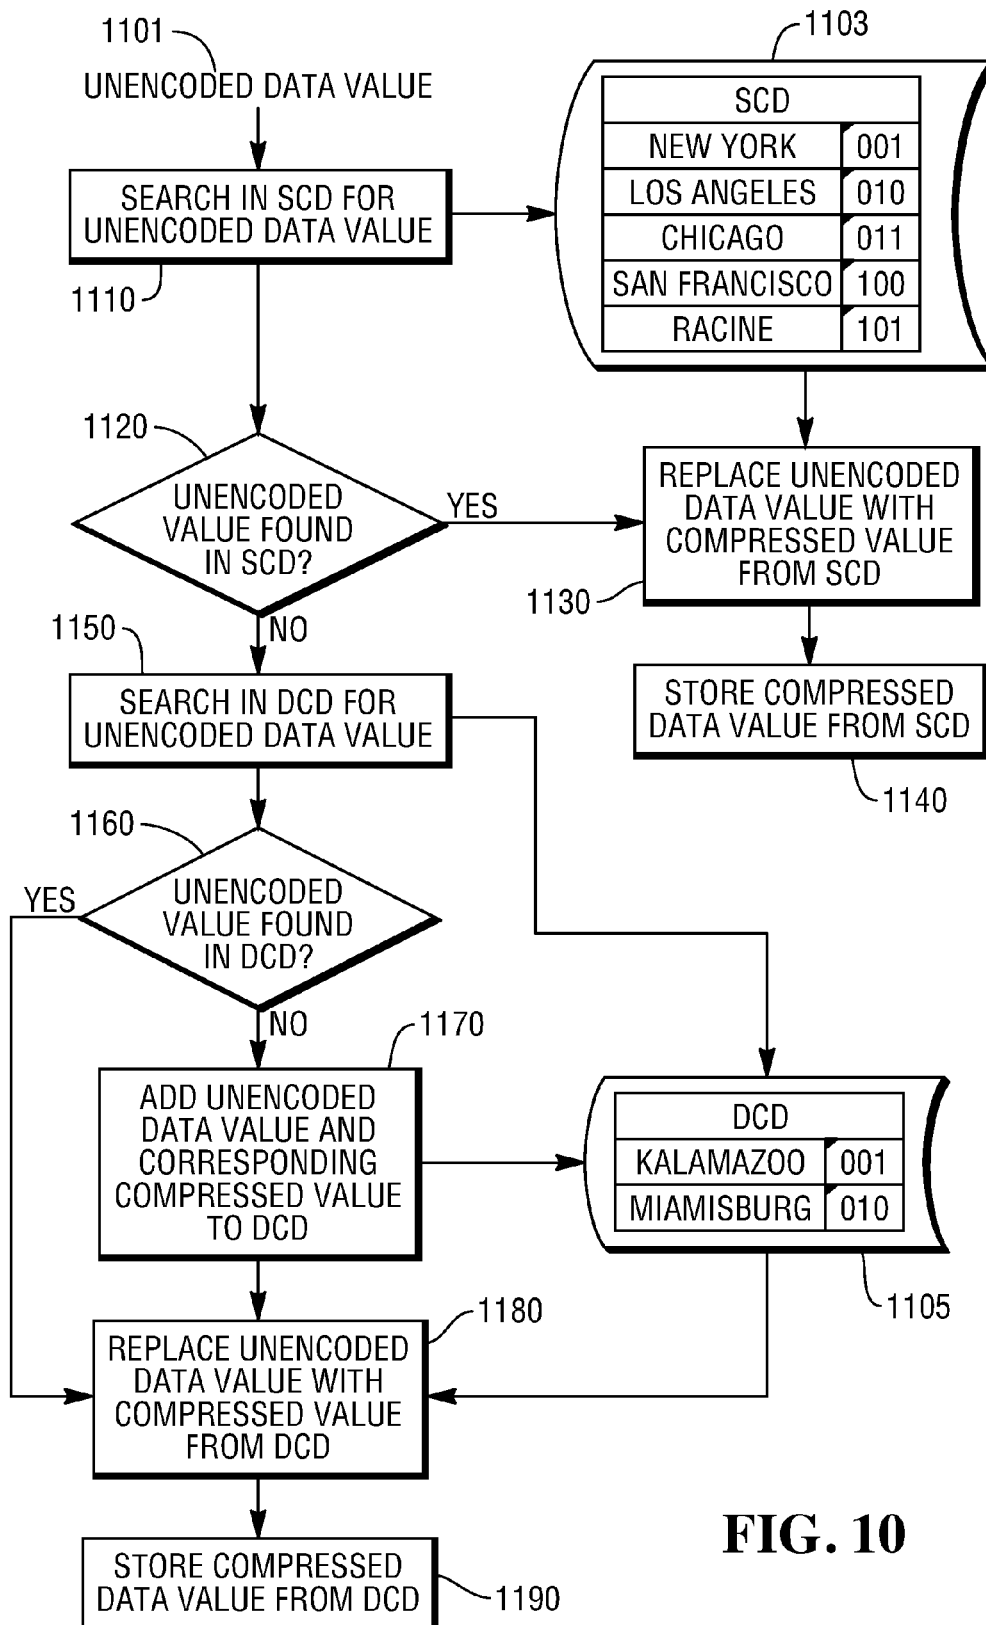 1101
UNENCODED DATA VALUE
1103
SCD
NEW YORK 001
LOS ANGELES 010
CHICAGO 011
SAN FRANCISCO 100
RACINE 101
SEARCH IN SCD FOR
UNENCODED DATA VALUE
1110
1120
UNENCODED
VALUE FOUND
IN SCD?
YES
NO
REPLACE UNENCODED
DATA VALUE WITH
COMPRESSED VALUE
FROM SCD
1130
STORE COMPRESSED
DATA VALUE FROM SCD
1140
1150
SEARCH IN DCD FOR
UNENCODED DATA VALUE
1160
UNENCODED
VALUE FOUND
IN DCD?
YES
NO
1170
ADD UNENCODED
DATA VALUE AND
CORRESPONDING
COMPRESSED VALUE
TO DCD
DCD
KALAMAZOO 001
MIAMISBURG 010
1105
1180
REPLACE UNENCODED
DATA VALUE WITH
COMPRESSED VALUE
FROM DCD
STORE COMPRESSED
DATA VALUE FROM DCD
1190
FIG. 10